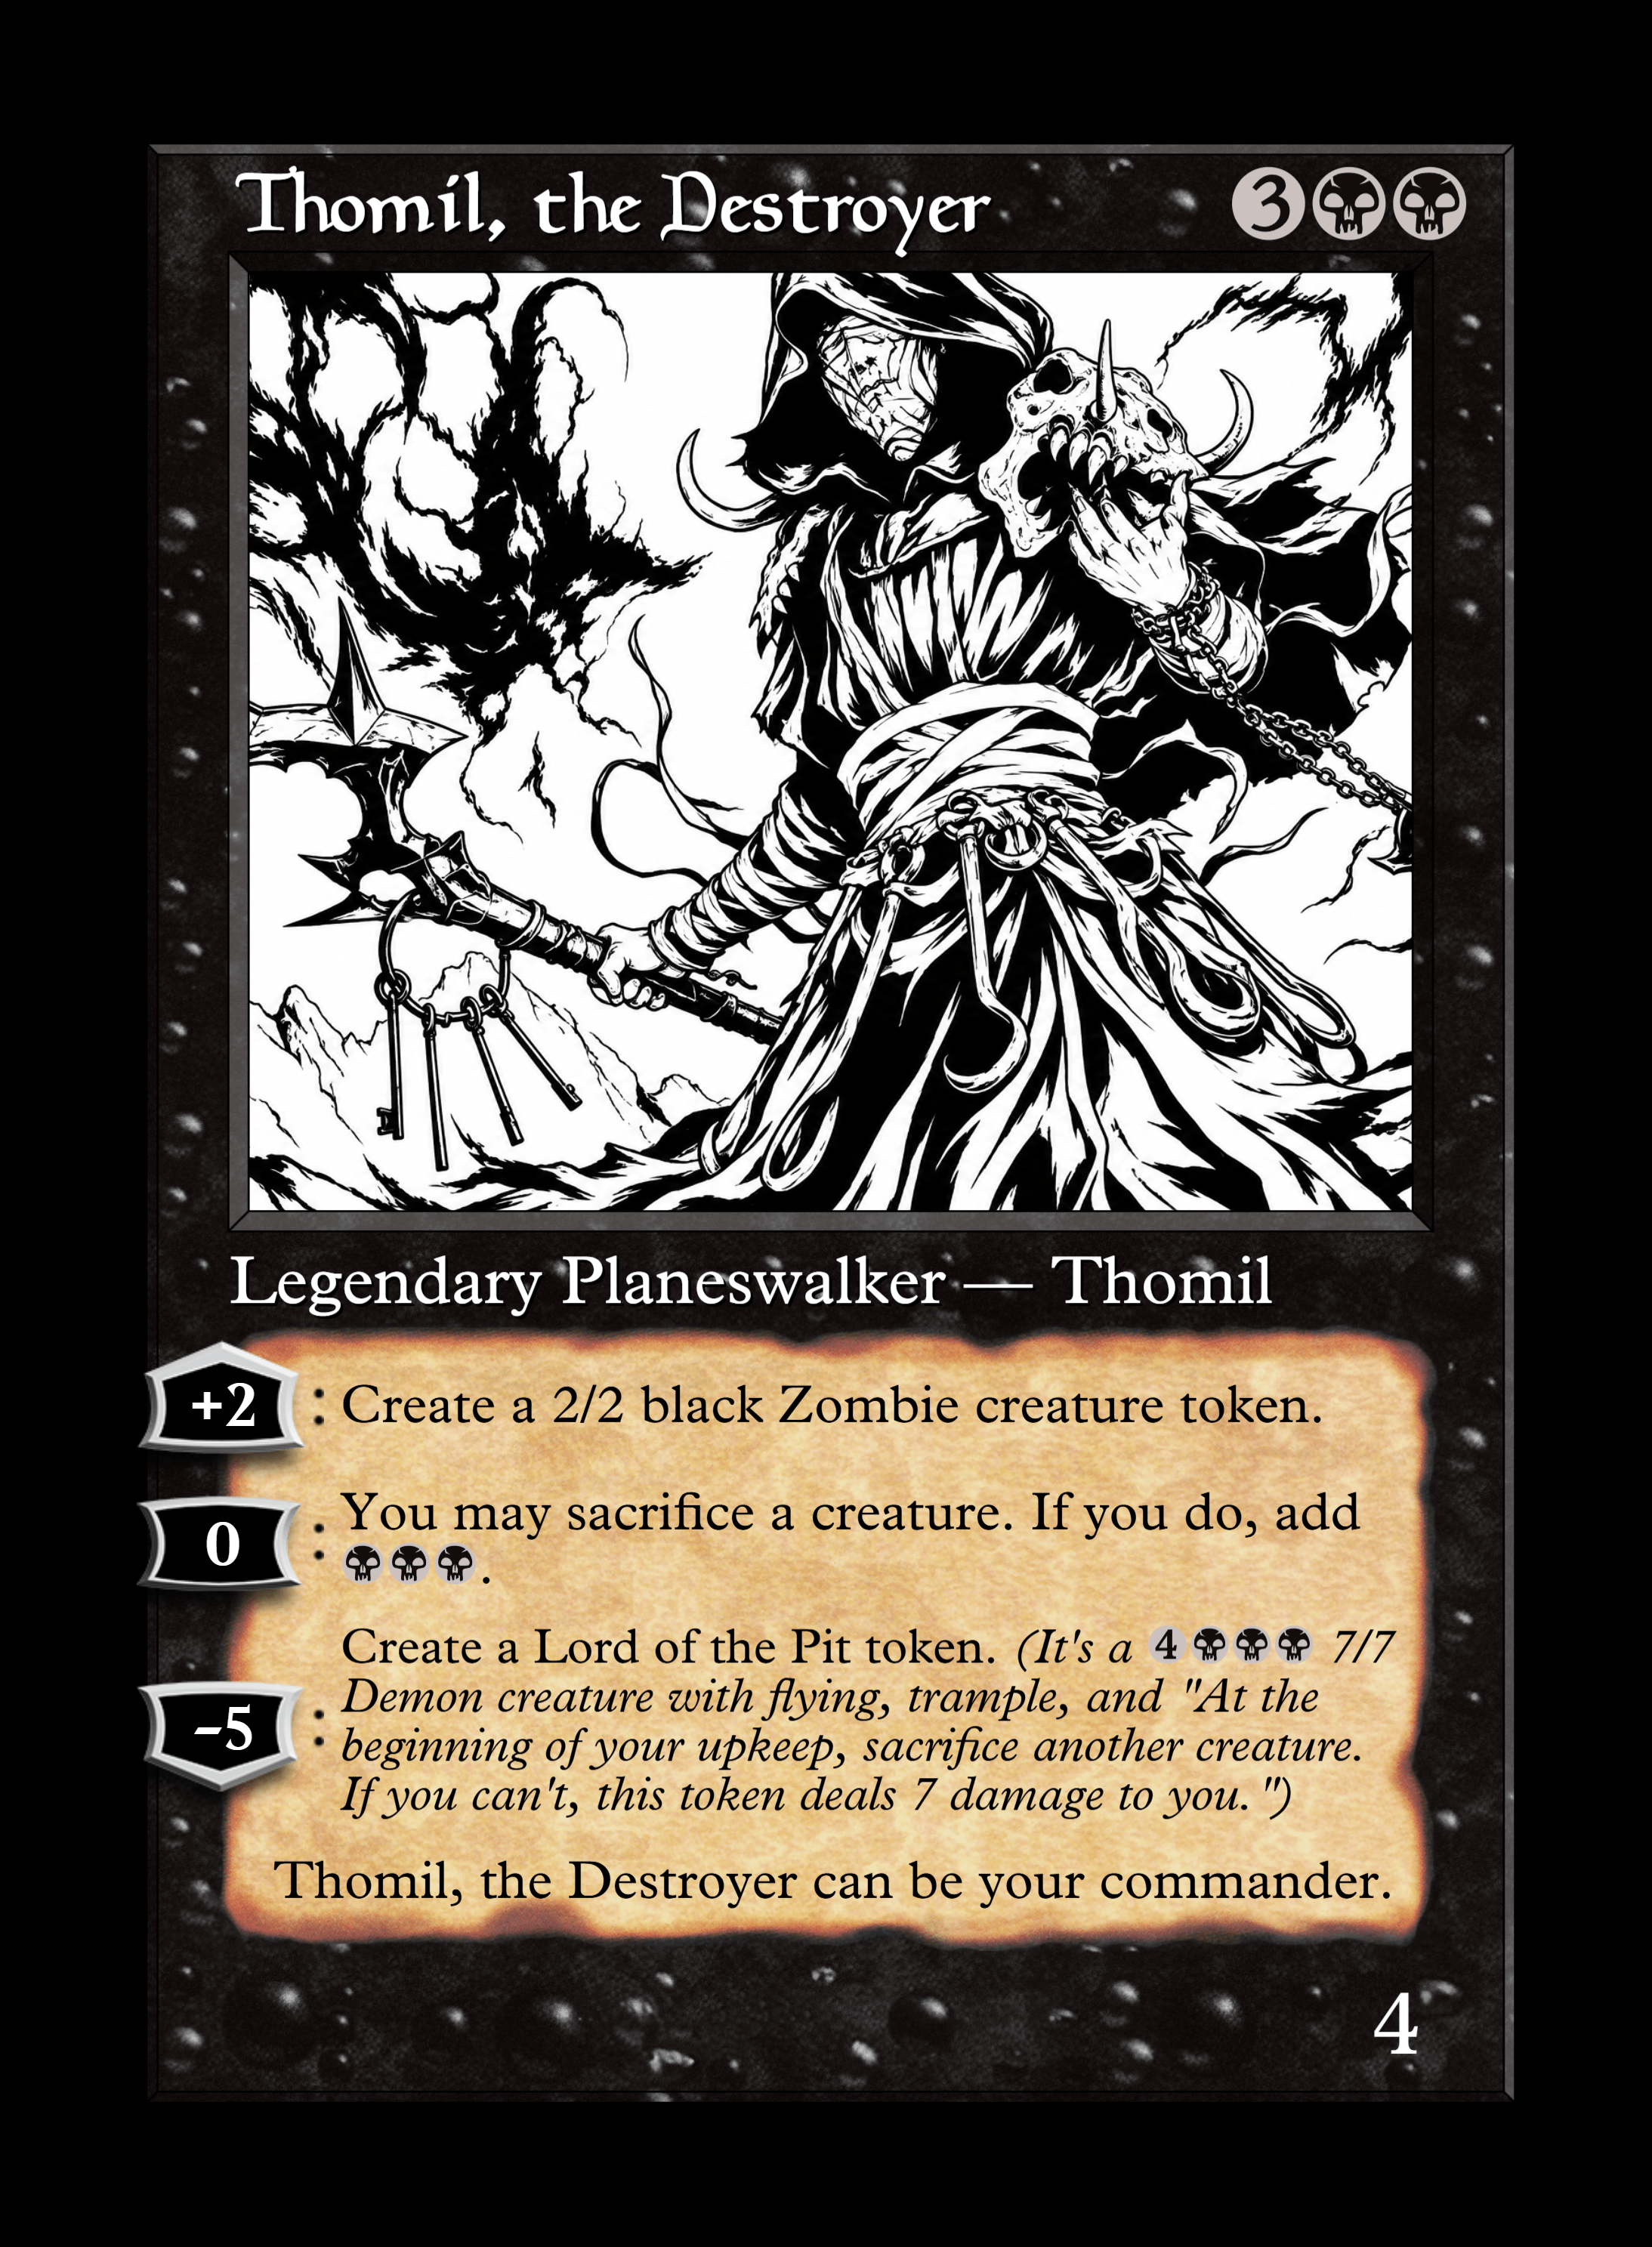 Thomil, the Destroyer 3
Legendary Planeswalker — Thomil
+2 : Create a 2/2 black Zombie creature token.
0 : You may sacrifice a creature. If you do, add
.
Create a Lord of the Pit token. (It's a 4 7/7
−5 : Demon creature with flying, trample, and "At the
beginning of your upkeep, sacrifice another creature.
If you can't, this token deals 7 damage to you.")
Thomil, the Destroyer can be your commander.
4